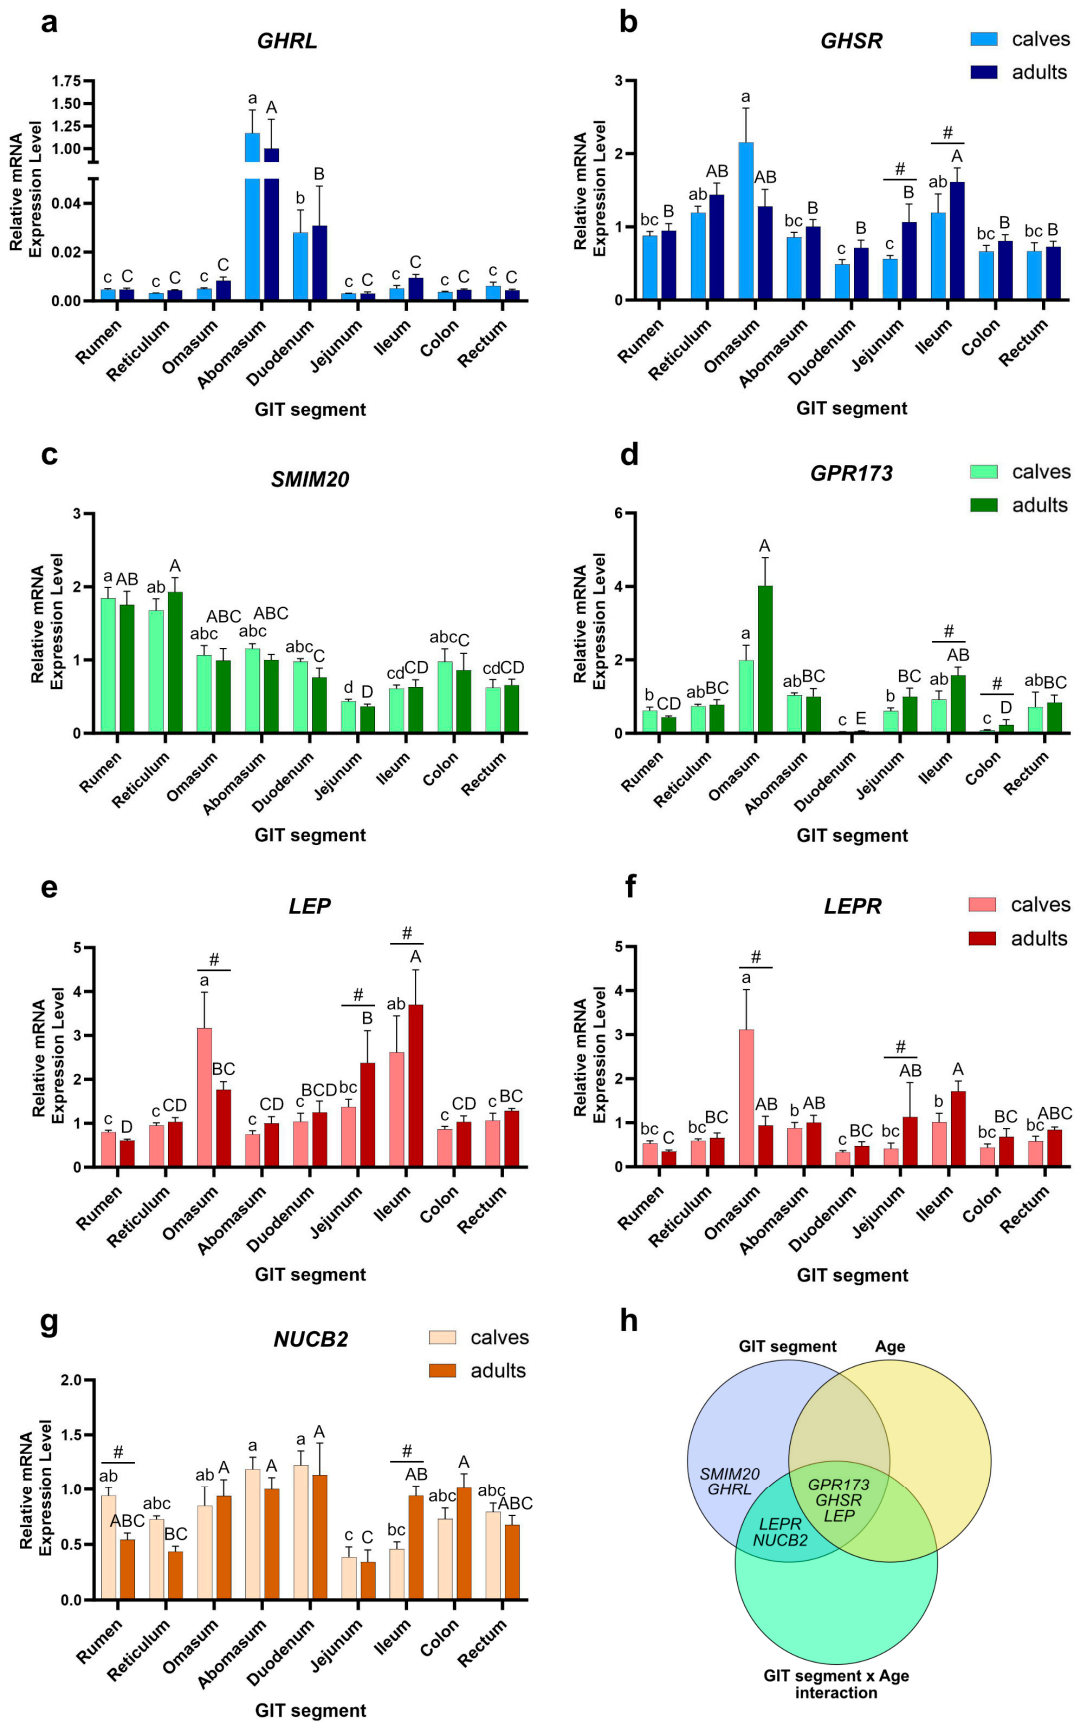 a
GHRL
Relative mRNA
Expression Level
1.75
1.50
1.25
1.00
0.04
0.02
0.00
c C c C c C a A b B c C c C c C c C
Rumen
Reticulum
Omasum
Abomasum
Duodenum
Jejunum
Ileum
Colon
Rectum
GIT segment
b
GHSR
calves
adults
Relative mRNA
Expression Level
3
2
1
0
bc B ab AB a AB bc B c B c B # ab A # bc B bc B
Rumen
Reticulum
Omasum
Abomasum
Duodenum
Jejunum
Ileum
Colon
Rectum
GIT segment
c
SMIM20
Relative mRNA
Expression Level
3
2
1
0
a AB ab A abc ABC abc ABC abc C d D cd CD abc C cd CD
Rumen
Reticulum
Omasum
Abomasum
Duodenum
Jejunum
Ileum
Colon
Rectum
GIT segment
d
GPR173
calves
adults
Relative mRNA
Expression Level
6
4
2
0
b CD ab BC a A ab BC c E b BC ab AB # c D # ab BC
Rumen
Reticulum
Omasum
Abomasum
Duodenum
Jejunum
Ileum
Colon
Rectum
GIT segment
e
LEP
Relative mRNA
Expression Level
5
4
3
2
1
0
c D c CD a BC # c CD c BCD bc B # ab A # c CD c BC
Rumen
Reticulum
Omasum
Abomasum
Duodenum
Jejunum
Ileum
Colon
Rectum
GIT segment
f
LEPR
calves
adults
Relative mRNA
Expression Level
5
4
3
2
1
0
bc C bc BC a AB # b AB c BC bc AB # b A bc BC bc ABC
Rumen
Reticulum
Omasum
Abomasum
Duodenum
Jejunum
Ileum
Colon
Rectum
GIT segment
g
NUCB2
calves
adults
Relative mRNA
Expression Level
2.0
1.5
1.0
0.5
0.0
ab ABC # abc BC ab A a A a A c C bc AB # abc A abc ABC
Rumen
Reticulum
Omasum
Abomasum
Duodenum
Jejunum
Ileum
Colon
Rectum
GIT segment
h
GIT segment
Age
SMIM20
GHRL
GPR173
GHSR
LEP
LEPR
NUCB2
GIT segment x Age
interaction